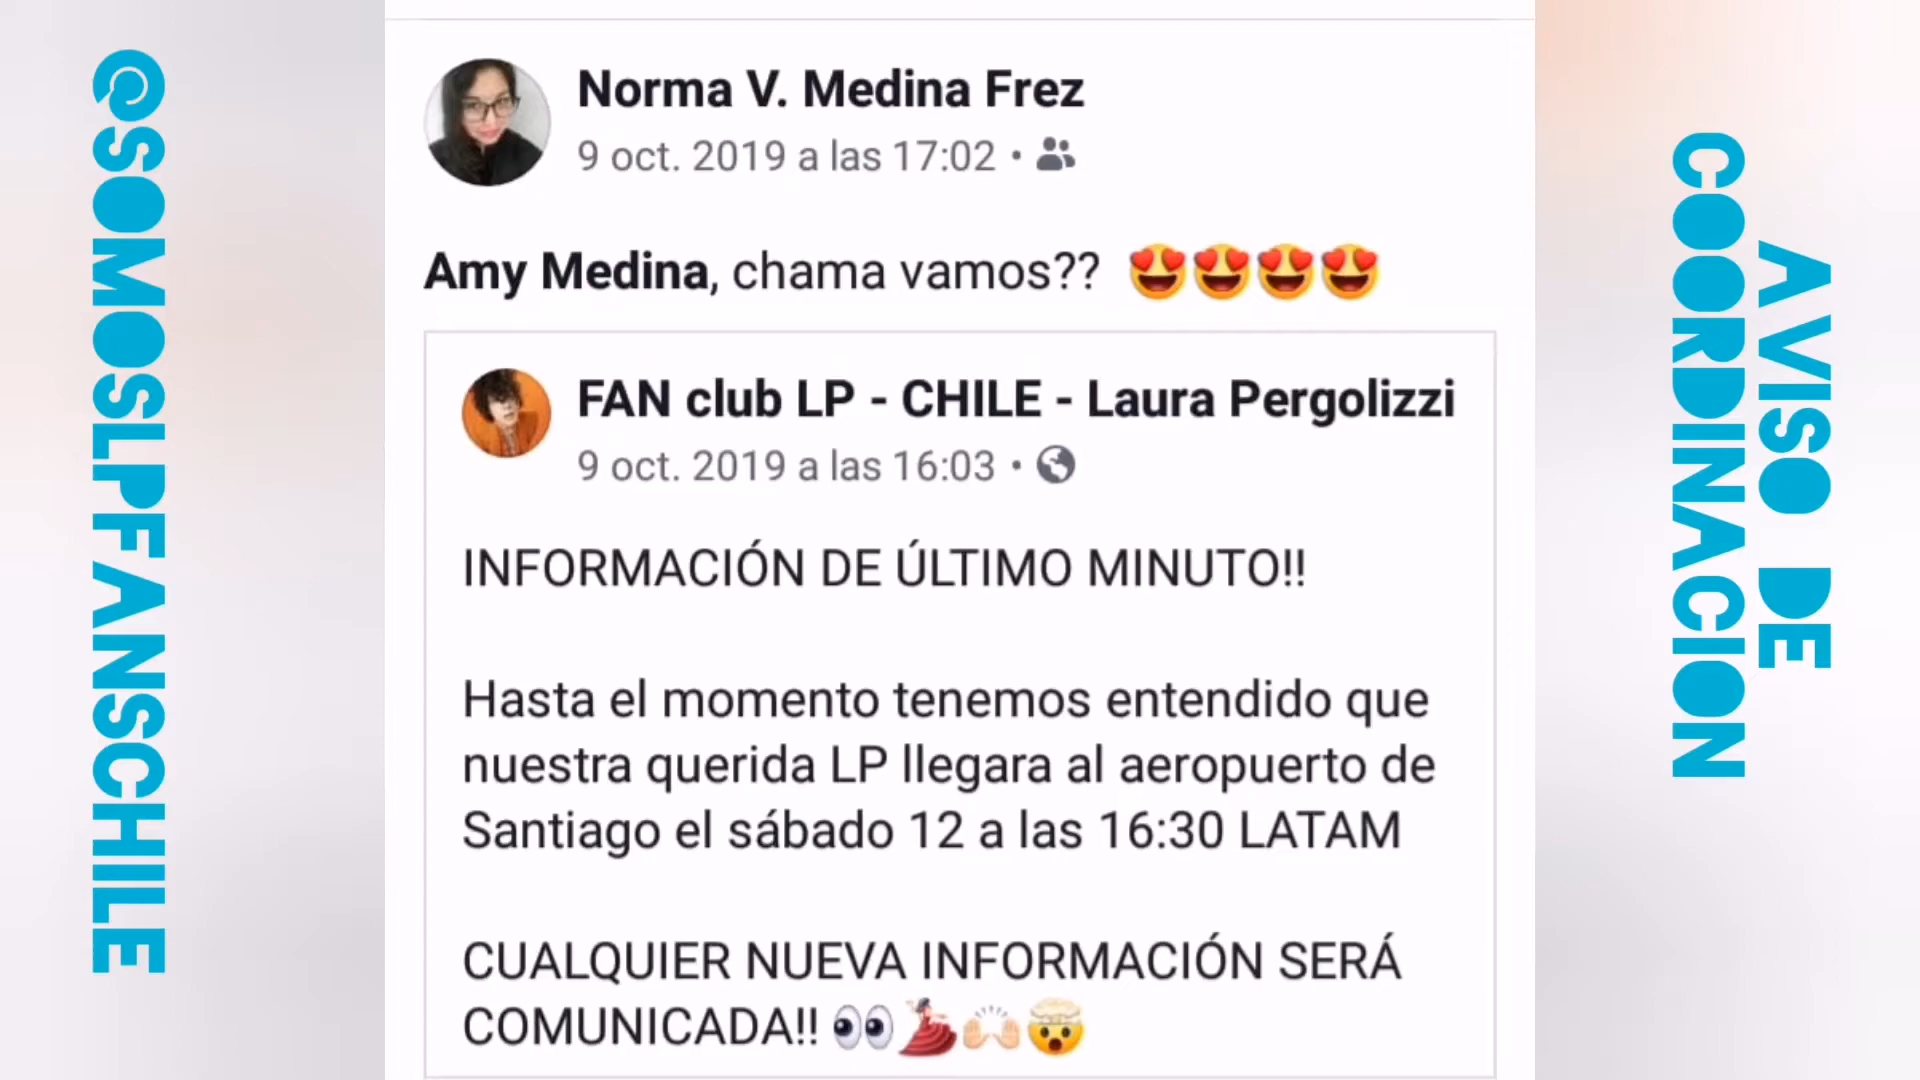 @SOMOSLPFANSCHILE
Norma V. Medina Frez
9 oct. 2019 a las 17:02 •
Amy Medina, chama vamos?? 😍😍😍😍
FAN club LP - CHILE - Laura Pergolizzi
9 oct. 2019 a las 16:03 •
INFORMACIÓN DE ÚLTIMO MINUTO!!
Hasta el momento tenemos entendido que
nuestra querida LP llegara al aeropuerto de
Santiago el sábado 12 a las 16:30 LATAM
CUALQUIER NUEVA INFORMACIÓN SERÁ
COMUNICADA!! 👀💃🏻🙌🏻🤯
AVISO DE
COORDINACION